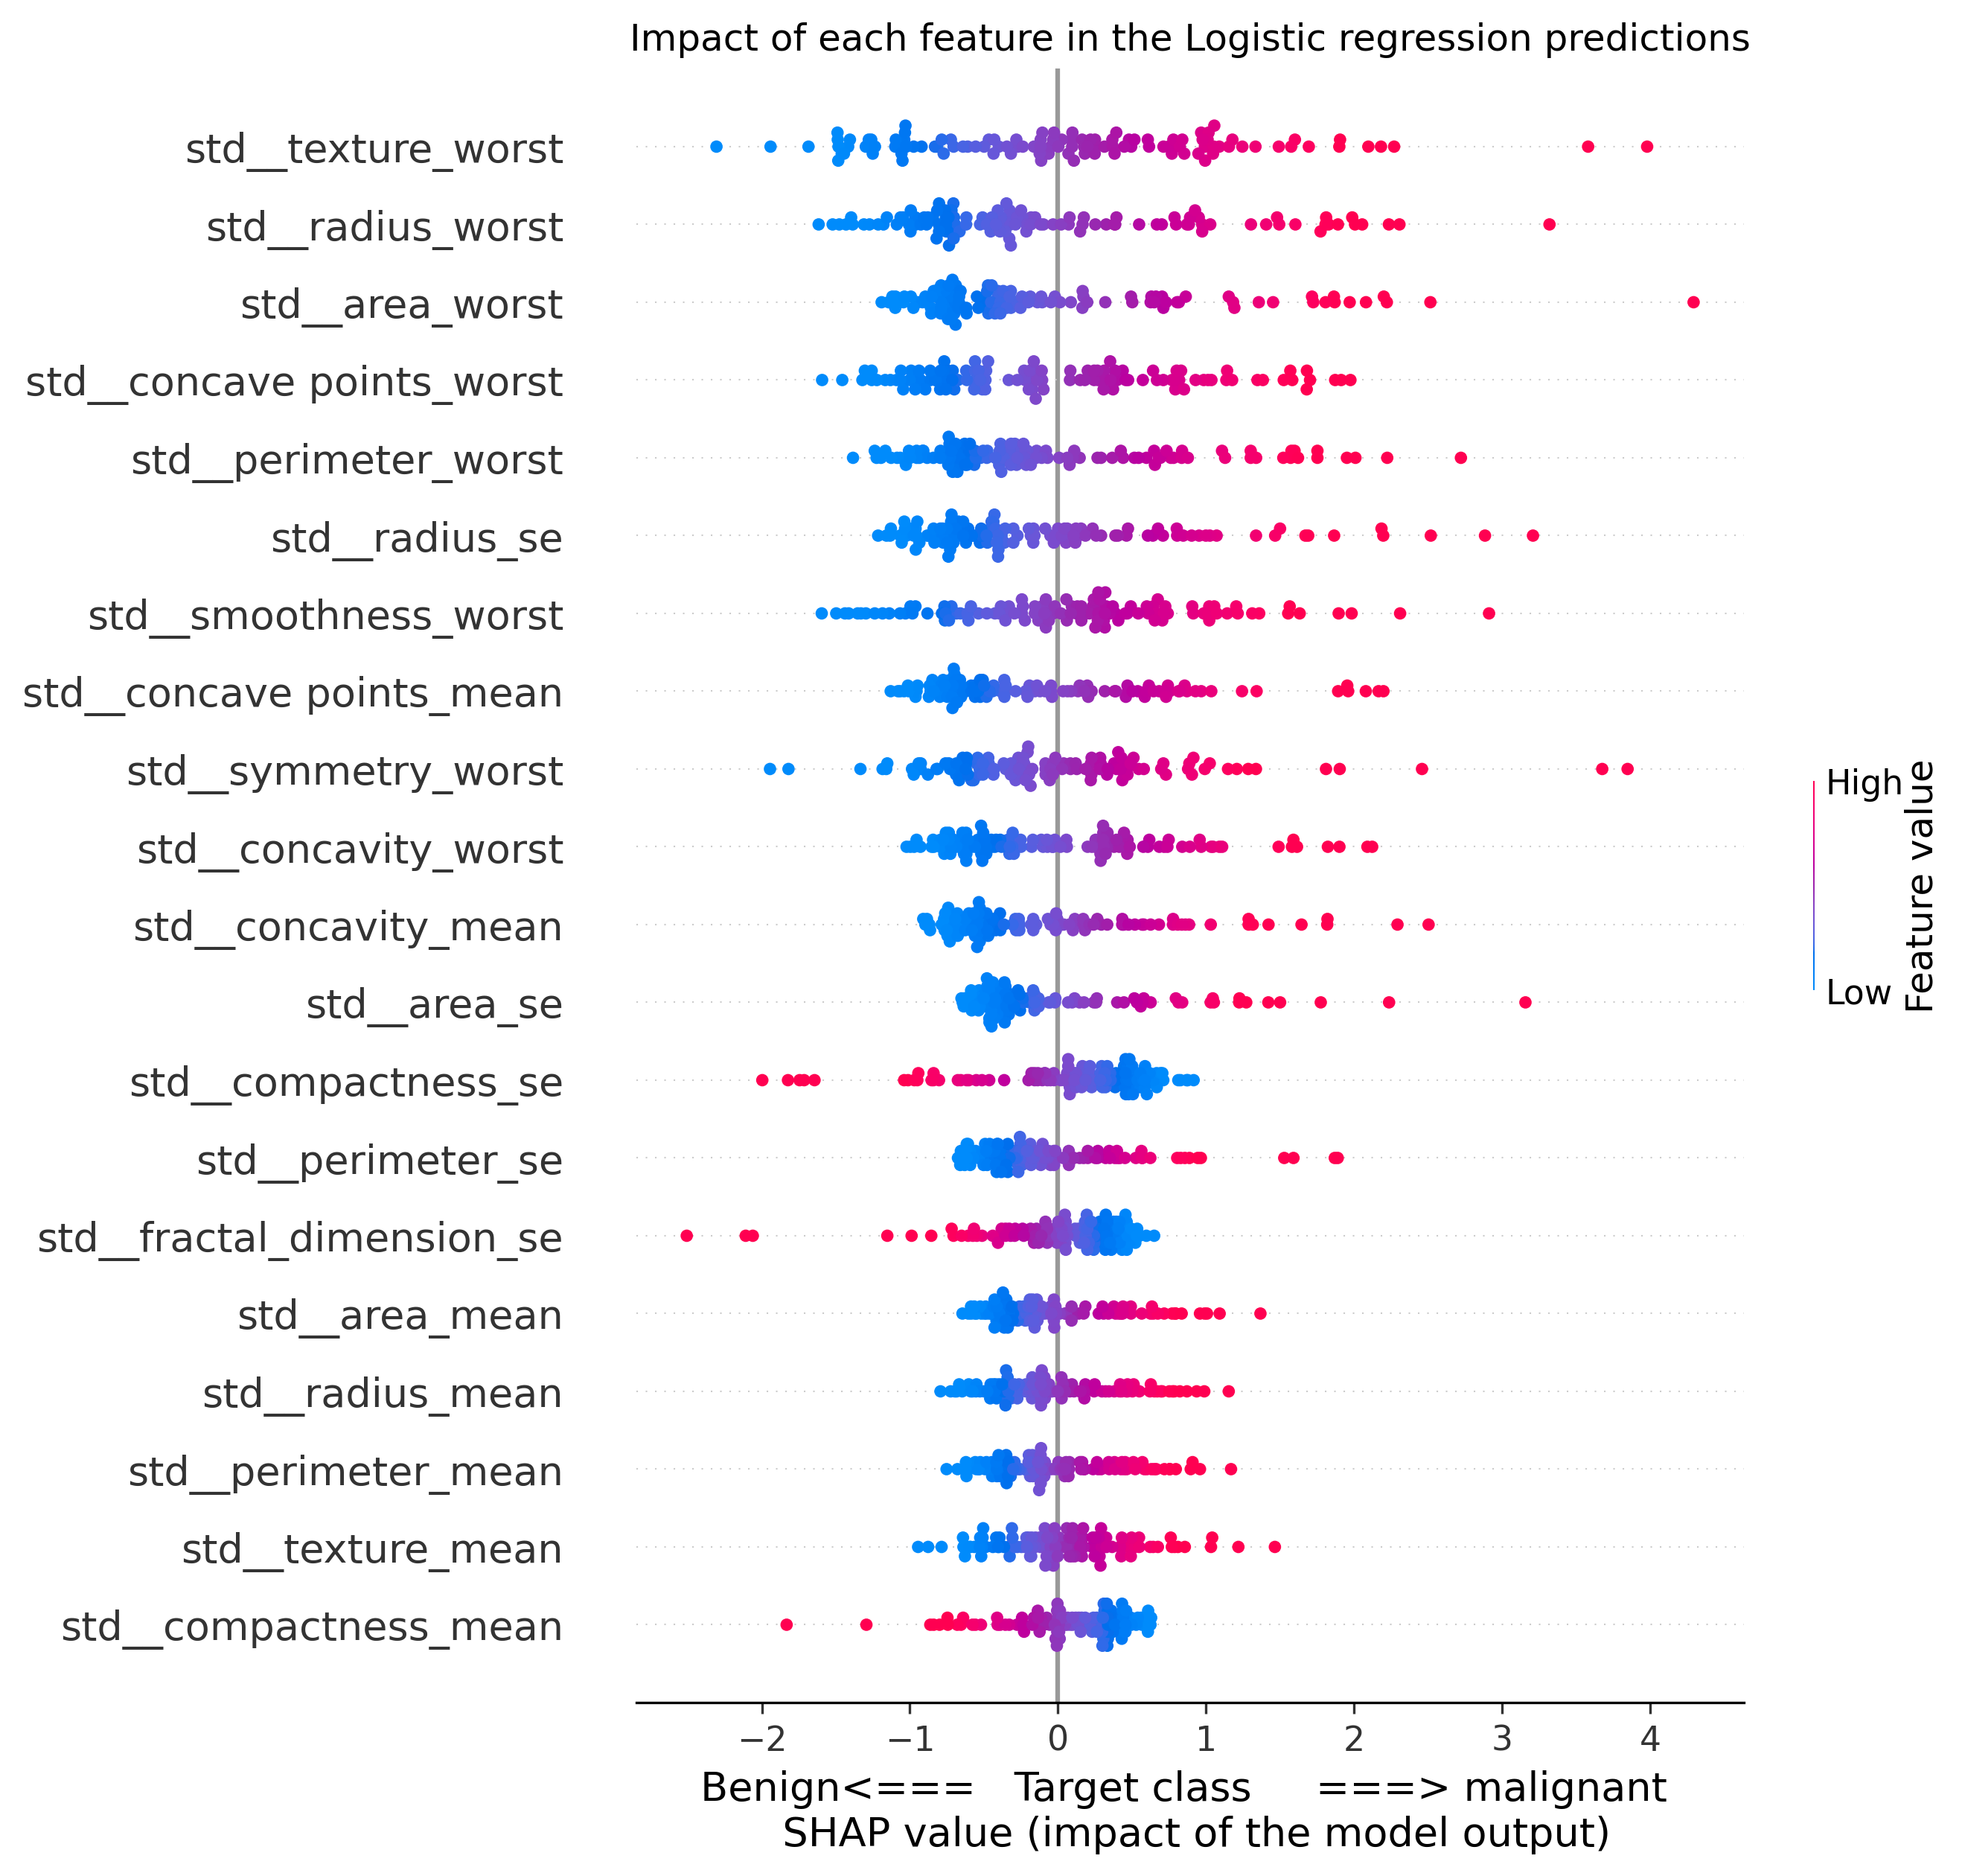 Impact of each feature in the Logistic regression predictions
std__texture_worst
std__radius_worst
std__area_worst
std__concave points_worst
std__perimeter_worst
std__radius_se
std__smoothness_worst
std__concave points_mean
std__symmetry_worst
std__concavity_worst
std__concavity_mean
std__area_se
std__compactness_se
std__perimeter_se
std__fractal_dimension_se
std__area_mean
std__radius_mean
std__perimeter_mean
std__texture_mean
std__compactness_mean
High
Low
Feature value
−2 −1 0 1 2 3 4
Benign<=== Target class ===> malignant
SHAP value (impact of the model output)